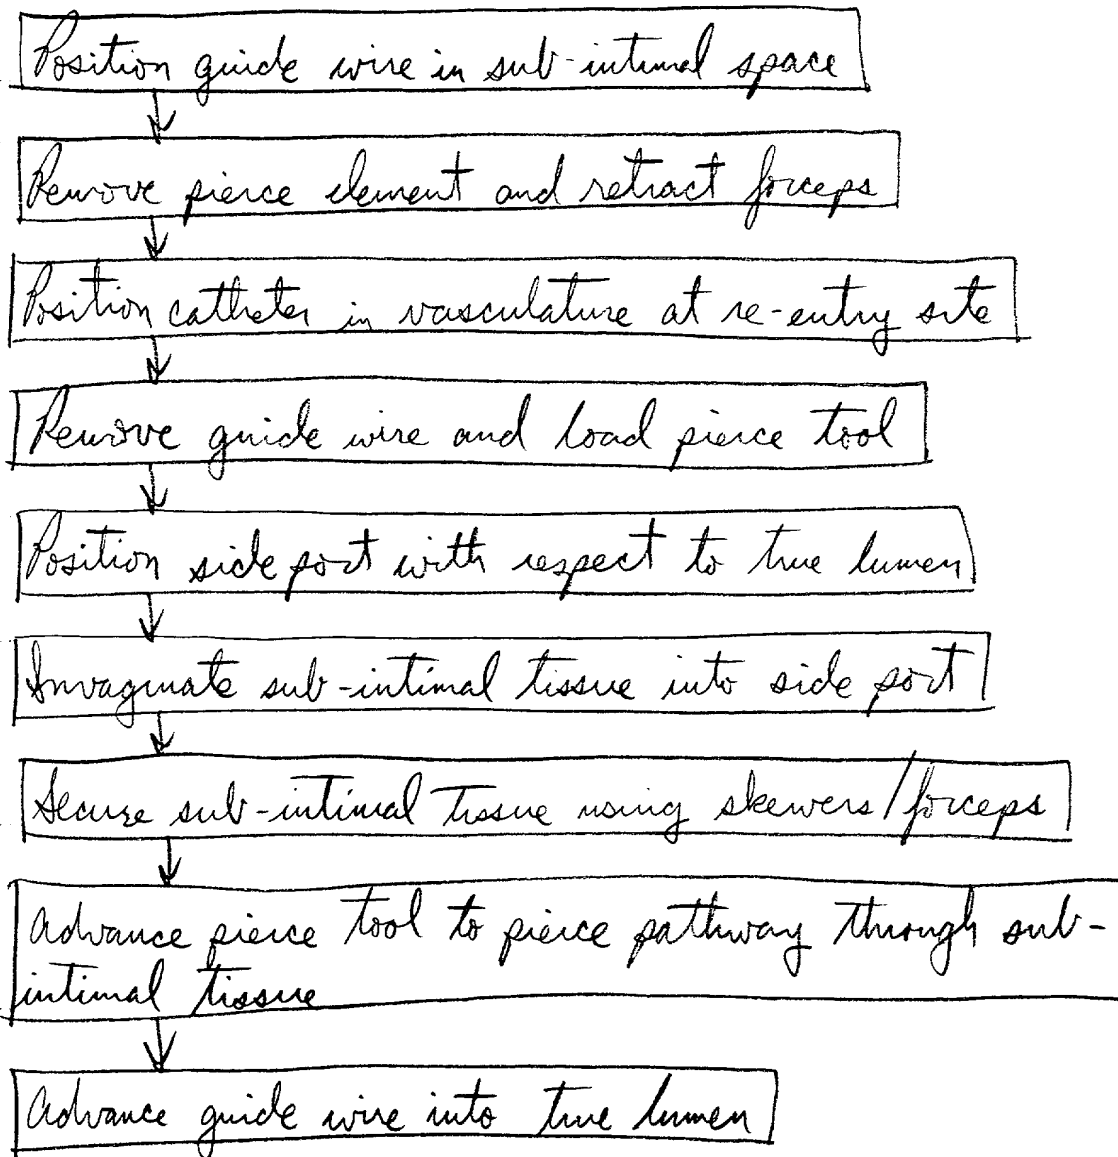 Position guide wire in sub-intimal space
Remove pierce element and retract forceps
Position catheter in vasculature at re-entry site
Remove guide wire and load pierce tool
Position side port with respect to true lumen
Invaginate sub-intimal tissue into side port
Secure sub-intimal tissue using skewers/forceps
Advance pierce tool to pierce pathway through sub-
intimal tissue
Advance guide wire into true lumen